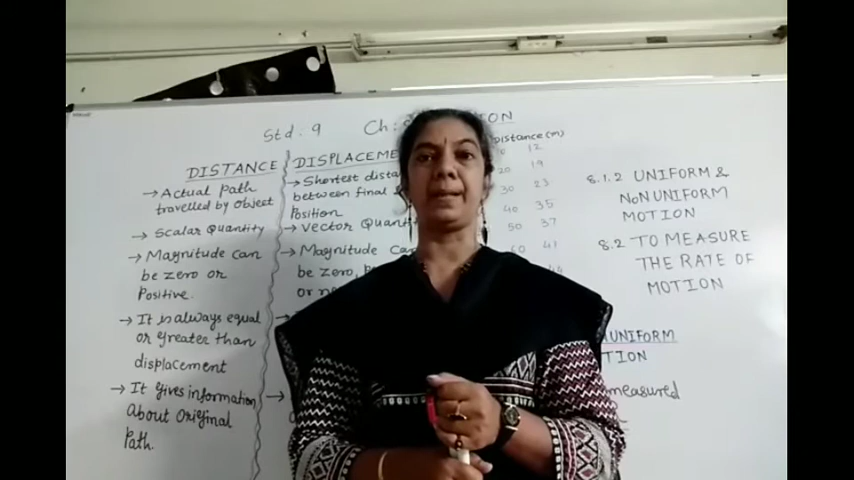 Std. 9 Ch:
DISTANCE
→ Actual path
travelled by object
→ Scalar Quantity
→ Magnitude can
be zero or
Positive.
→ It is always equal
or greater than
displacement
→ It gives information
About Original
Path.
DISPLACEME
→ Shortest dista
between final
Position
→ Vector Quanti
→ Magnitude can
be zero, 
or
Distance (m)
12
20 19
30 23
40 35
50 37
60 41
8.1.2 UNIFORM &
NON UNIFORM
MOTION
8.2 TO MEASURE
THE RATE OF
MOTION
UNIFORM
TION
measured